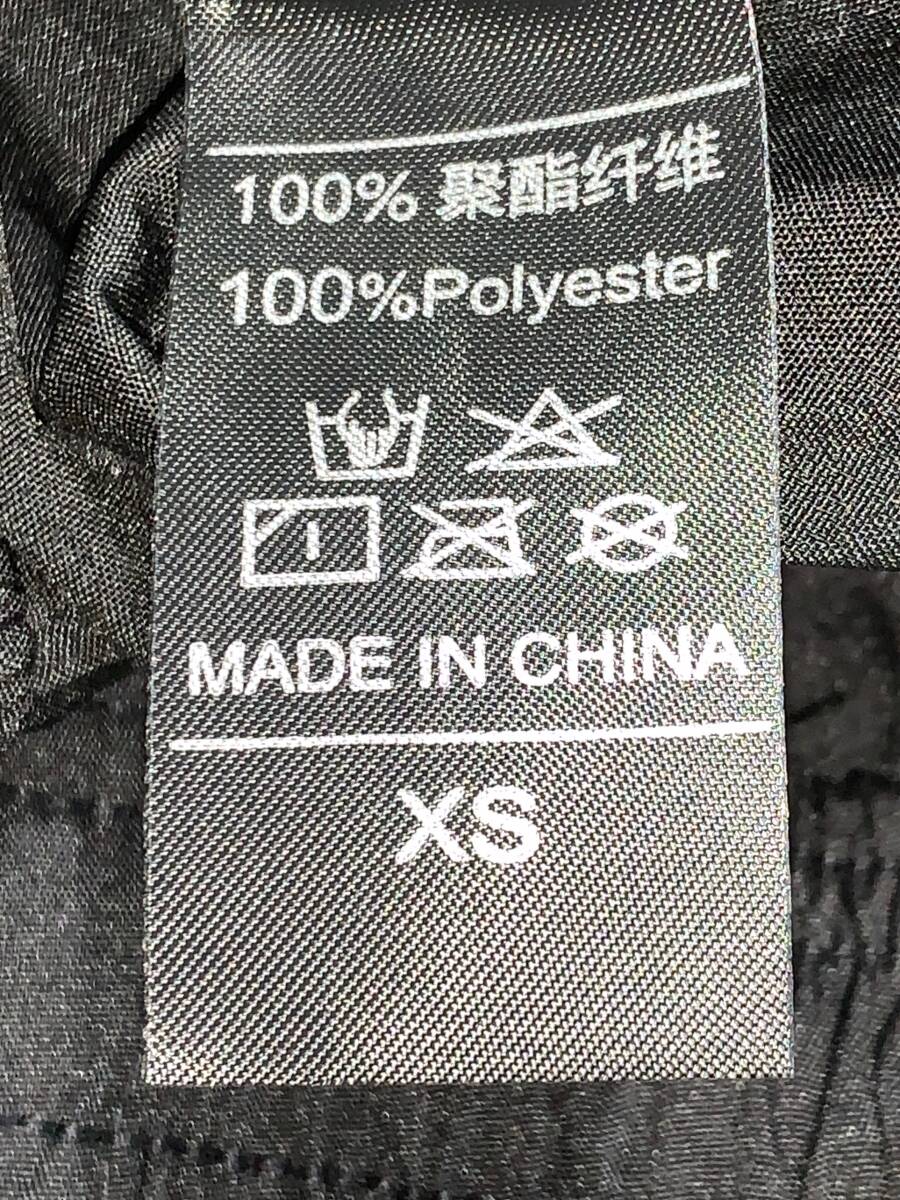 100% 聚酯纤维
100%Polyester
MADE IN CHINA
XS